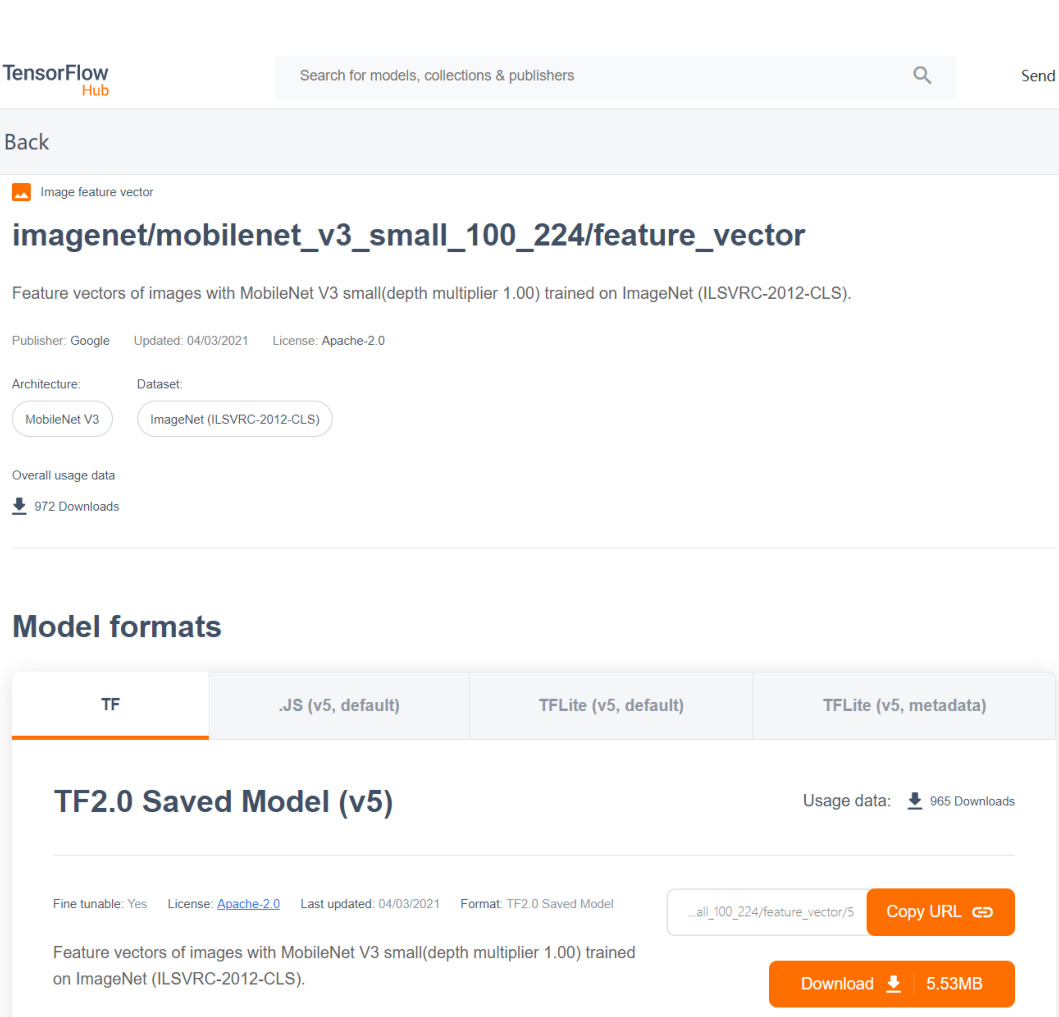 TensorFlow
Hub
Search for models, collections & publishers
Send
Back
Image feature vector
imagenet/mobilenet_v3_small_100_224/feature_vector
Feature vectors of images with MobileNet V3 small(depth multiplier 1.00) trained on ImageNet (ILSVRC-2012-CLS).
Publisher: Google Updated: 04/03/2021 License: Apache-2.0
Architecture: Dataset:
MobileNet V3 ImageNet (ILSVRC-2012-CLS)
Overall usage data
972 Downloads
Model formats
TF .JS (v5, default) TFLite (v5, default) TFLite (v5, metadata)
TF2.0 Saved Model (v5) Usage data: 965 Downloads
Fine tunable: Yes License: Apache-2.0 Last updated: 04/03/2021 Format: TF2.0 Saved Model
...all_100_224/feature_vector/5 Copy URL
Feature vectors of images with MobileNet V3 small(depth multiplier 1.00) trained
on ImageNet (ILSVRC-2012-CLS).
Download 5.53MB